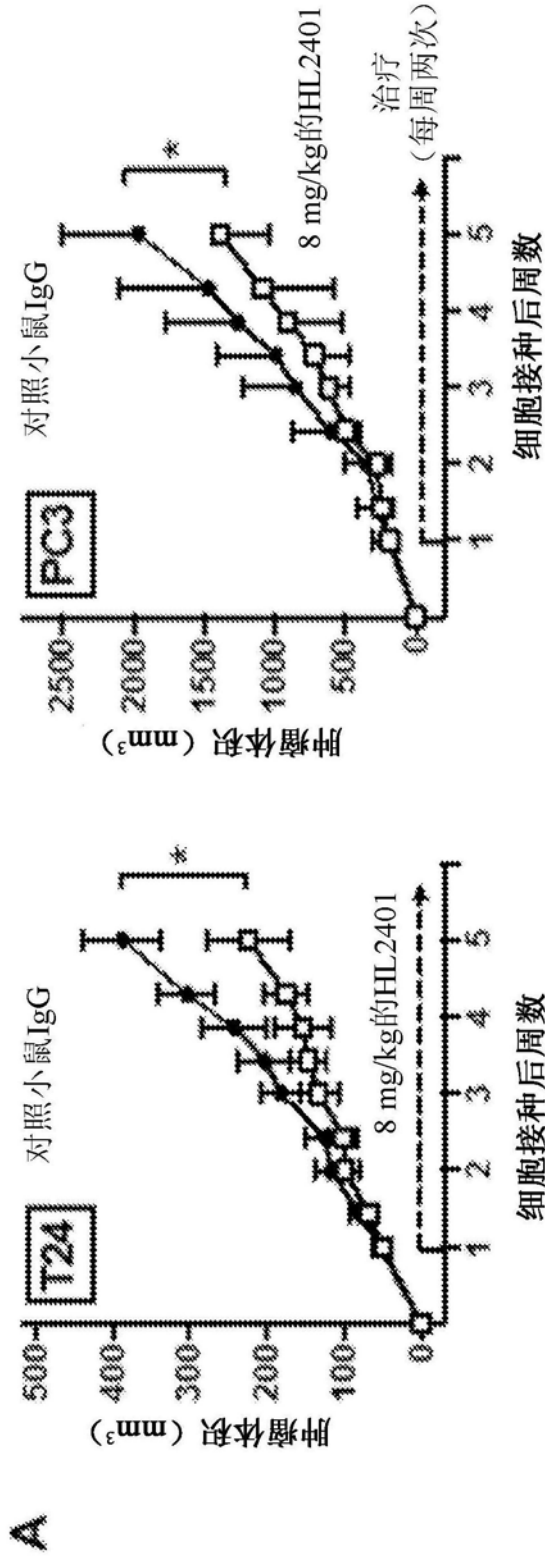 A
T24
对照小鼠IgG
肿瘤体积（mm³）
500
400
300
200
100
0
*
8 mg/kg的HL2401
1 2 3 4 5
细胞接种后周数
PC3
对照小鼠IgG
肿瘤体积（mm³）
2500
2000
1500
1000
500
0
*
8 mg/kg的HL2401
治疗
（每周两次）
1 2 3 4 5
细胞接种后周数